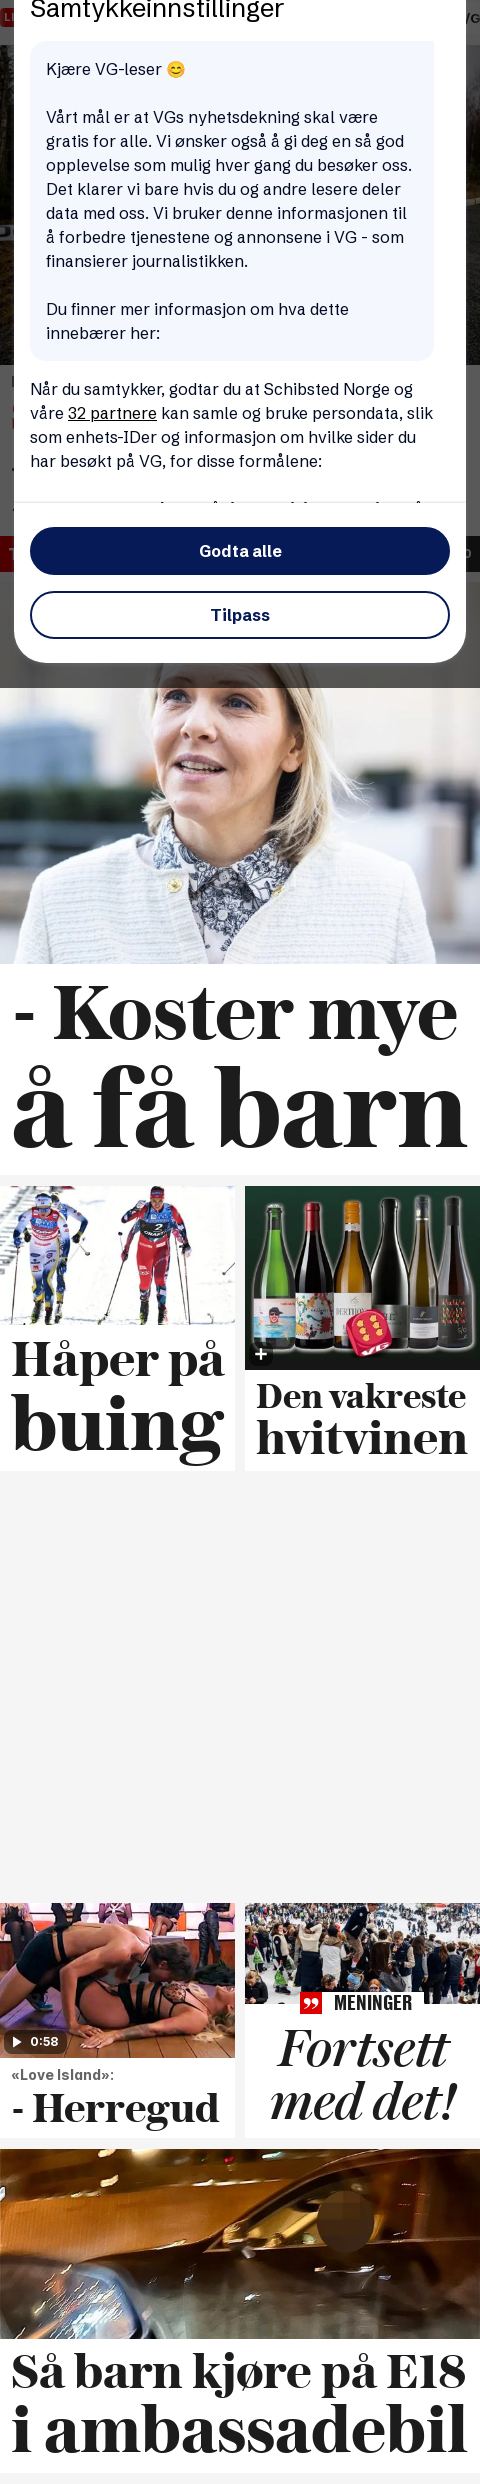 Samtykkeinnstillinger
Kjære VG-leser 😊
Vårt mål er at VGs nyhetsdekning skal være
gratis for alle. Vi ønsker også å gi deg en så god
opplevelse som mulig hver gang du besøker oss.
Det klarer vi bare hvis du og andre lesere deler
data med oss. Vi bruker denne informasjonen til
å forbedre tjenestene og annonsene i VG - som
finansierer journalistikken.
Du finner mer informasjon om hva dette
innebærer her:
Når du samtykker, godtar du at Schibsted Norge og
våre 32 partnere kan samle og bruke persondata, slik
som enhets-IDer og informasjon om hvilke sider du
har besøkt på VG, for disse formålene:
Godta alle
Tilpass
- Koster mye
å få barn
Håper på
buing
VG
Den vakreste
hvitvinen
0:58
«Love Island»:
- Herregud
MENINGER
Fortsett
med det!
Så barn kjøre på E18
i ambassadebil